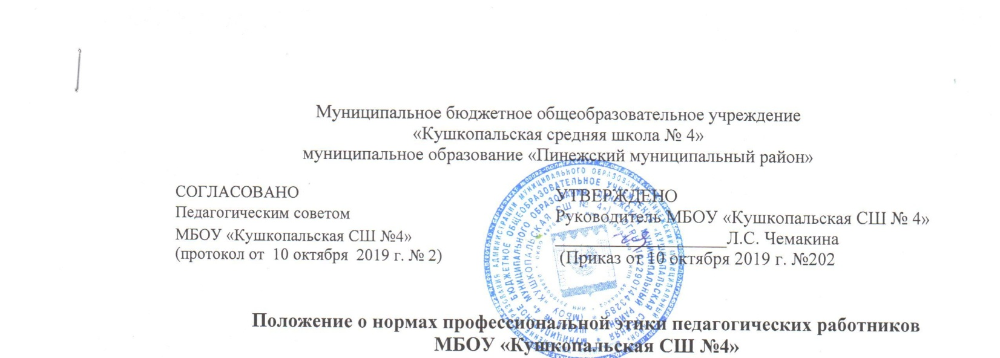 Муниципальное бюджетное общеобразовательное учреждение
«Кушкопальская средняя школа № 4»
муниципальное образование «Пинежский муниципальный район»
СОГЛАСОВАНО
Педагогическим советом
МБОУ «Кушкопальская СШ №4»
(протокол от 10 октября 2019 г. № 2)
УТВЕРЖДЕНО
Руководитель МБОУ «Кушкопальская СШ № 4»
____________________Л.С. Чемакина
(Приказ от 10 октября 2019 г. №202
Положение о нормах профессиональной этики педагогических работников
МБОУ «Кушкопальская СШ №4»